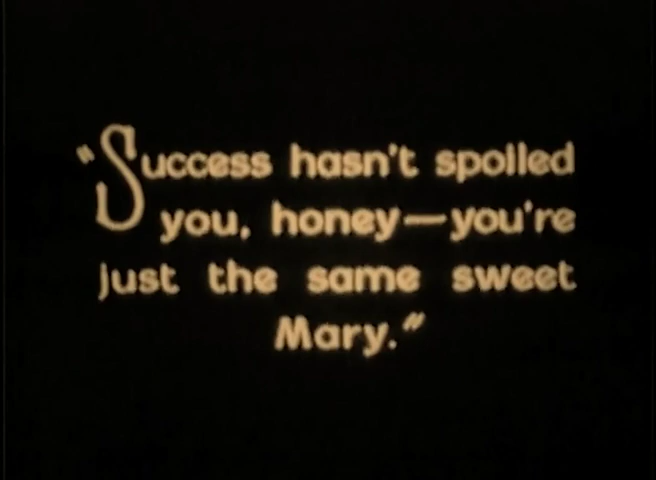 "Success hasn't spoiled
you, honey—you're
just the same sweet
Mary."